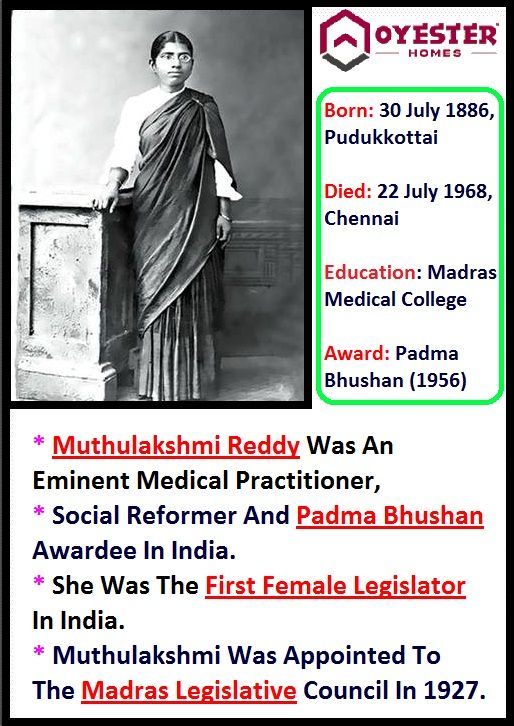 OYESTER
HOMES
Born: 30 July 1886,
Pudukkottai
Died: 22 July 1968,
Chennai
Education: Madras
Medical College
Award: Padma
Bhushan (1956)
* Muthulakshmi Reddy Was An
Eminent Medical Practitioner,
* Social Reformer And Padma Bhushan
Awardee In India.
* She Was The First Female Legislator
In India.
* Muthulakshmi Was Appointed To
The Madras Legislative Council In 1927.